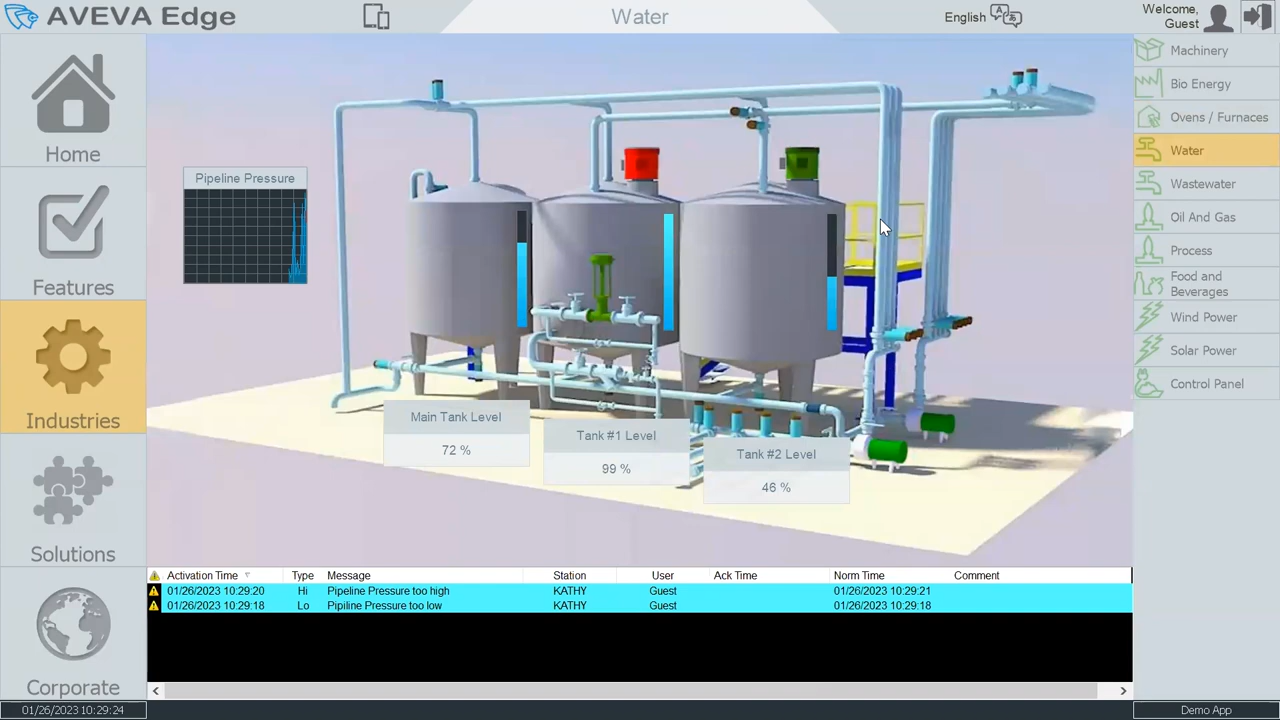 AVEVA Edge
Water
English
Welcome,
Guest
Home
Features
Industries
Solutions
Corporate
Pipeline Pressure
Main Tank Level
72 %
Tank #1 Level
99 %
Tank #2 Level
46 %
Machinery
Bio Energy
Ovens / Furnaces
Water
Wastewater
Oil And Gas
Process
Food and
Beverages
Wind Power
Solar Power
Control Panel
Activation Time Type Message Station User Ack Time Norm Time Comment
01/26/2023 10:29:20 Hi Pipeline Pressure too high KATHY Guest 01/26/2023 10:29:21
01/26/2023 10:29:18 Lo Pipiline Pressure too low KATHY Guest 01/26/2023 10:29:18
01/26/2023 10:29:24
Demo App